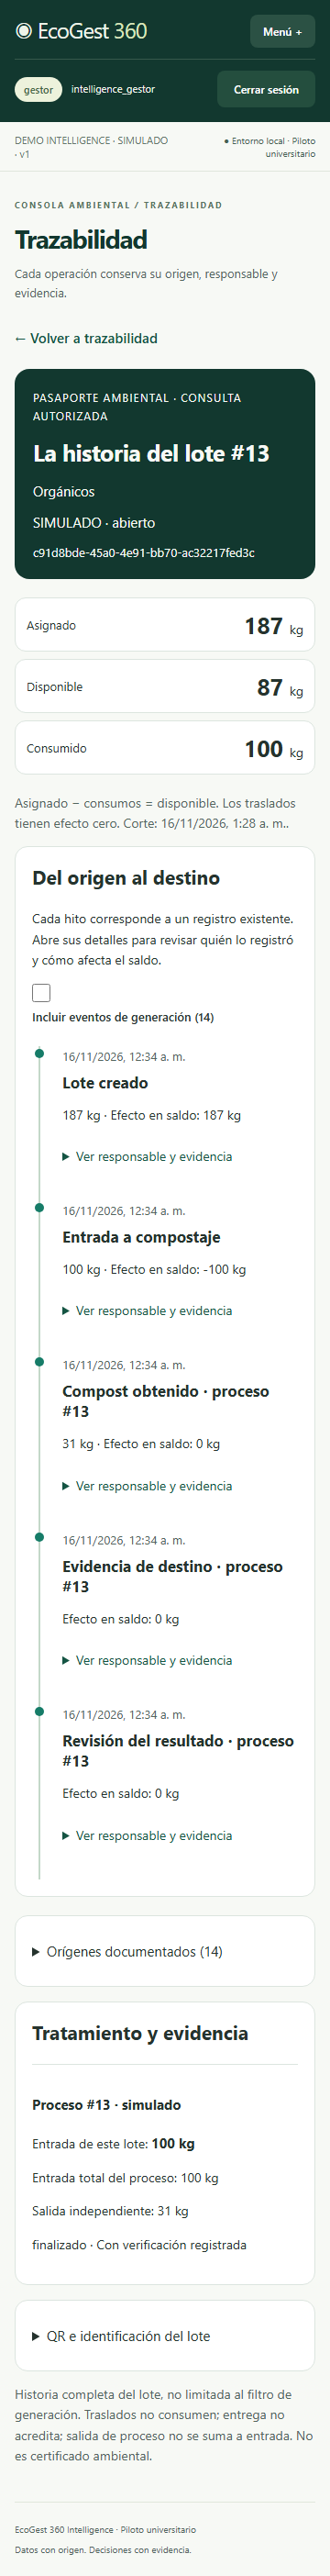 EcoGest 360
Menú +
gestor
intelligence_gestor
Cerrar sesión
DEMO INTELLIGENCE · SIMULADO
· v1
● Entorno local · Piloto
universitario
CONSOLA AMBIENTAL / TRAZABILIDAD
Trazabilidad
Cada operación conserva su origen, responsable y
evidencia.
← Volver a trazabilidad
PASAPORTE AMBIENTAL · CONSULTA
AUTORIZADA
La historia del lote #13
Orgánicos
SIMULADO · abierto
c91d8bde-45a0-4e91-bb70-ac32217fed3c
Asignado 187 kg
Disponible 87 kg
Consumido 100 kg
Asignado − consumos = disponible. Los traslados
tienen efecto cero. Corte: 16/11/2026, 1:28 a. m..
Del origen al destino
Cada hito corresponde a un registro existente.
Abre sus detalles para revisar quién lo registró
y cómo afecta el saldo.
Incluir eventos de generación (14)
16/11/2026, 12:34 a. m.
Lote creado
187 kg · Efecto en saldo: 187 kg
▶ Ver responsable y evidencia
16/11/2026, 12:34 a. m.
Entrada a compostaje
100 kg · Efecto en saldo: -100 kg
▶ Ver responsable y evidencia
16/11/2026, 12:34 a. m.
Compost obtenido · proceso
#13
31 kg · Efecto en saldo: 0 kg
▶ Ver responsable y evidencia
16/11/2026, 12:34 a. m.
Evidencia de destino · proceso
#13
Efecto en saldo: 0 kg
▶ Ver responsable y evidencia
16/11/2026, 12:34 a. m.
Revisión del resultado · proceso
#13
Efecto en saldo: 0 kg
▶ Ver responsable y evidencia
▶ Orígenes documentados (14)
Tratamiento y evidencia
Proceso #13 · simulado
Entrada de este lote: 100 kg
Entrada total del proceso: 100 kg
Salida independiente: 31 kg
finalizado · Con verificación registrada
▶ QR e identificación del lote
Historia completa del lote, no limitada al filtro de
generación. Traslados no consumen; entrega no
acredita; salida de proceso no se suma a entrada. No
es certificado ambiental.
EcoGest 360 Intelligence · Piloto universitario
Datos con origen. Decisiones con evidencia.